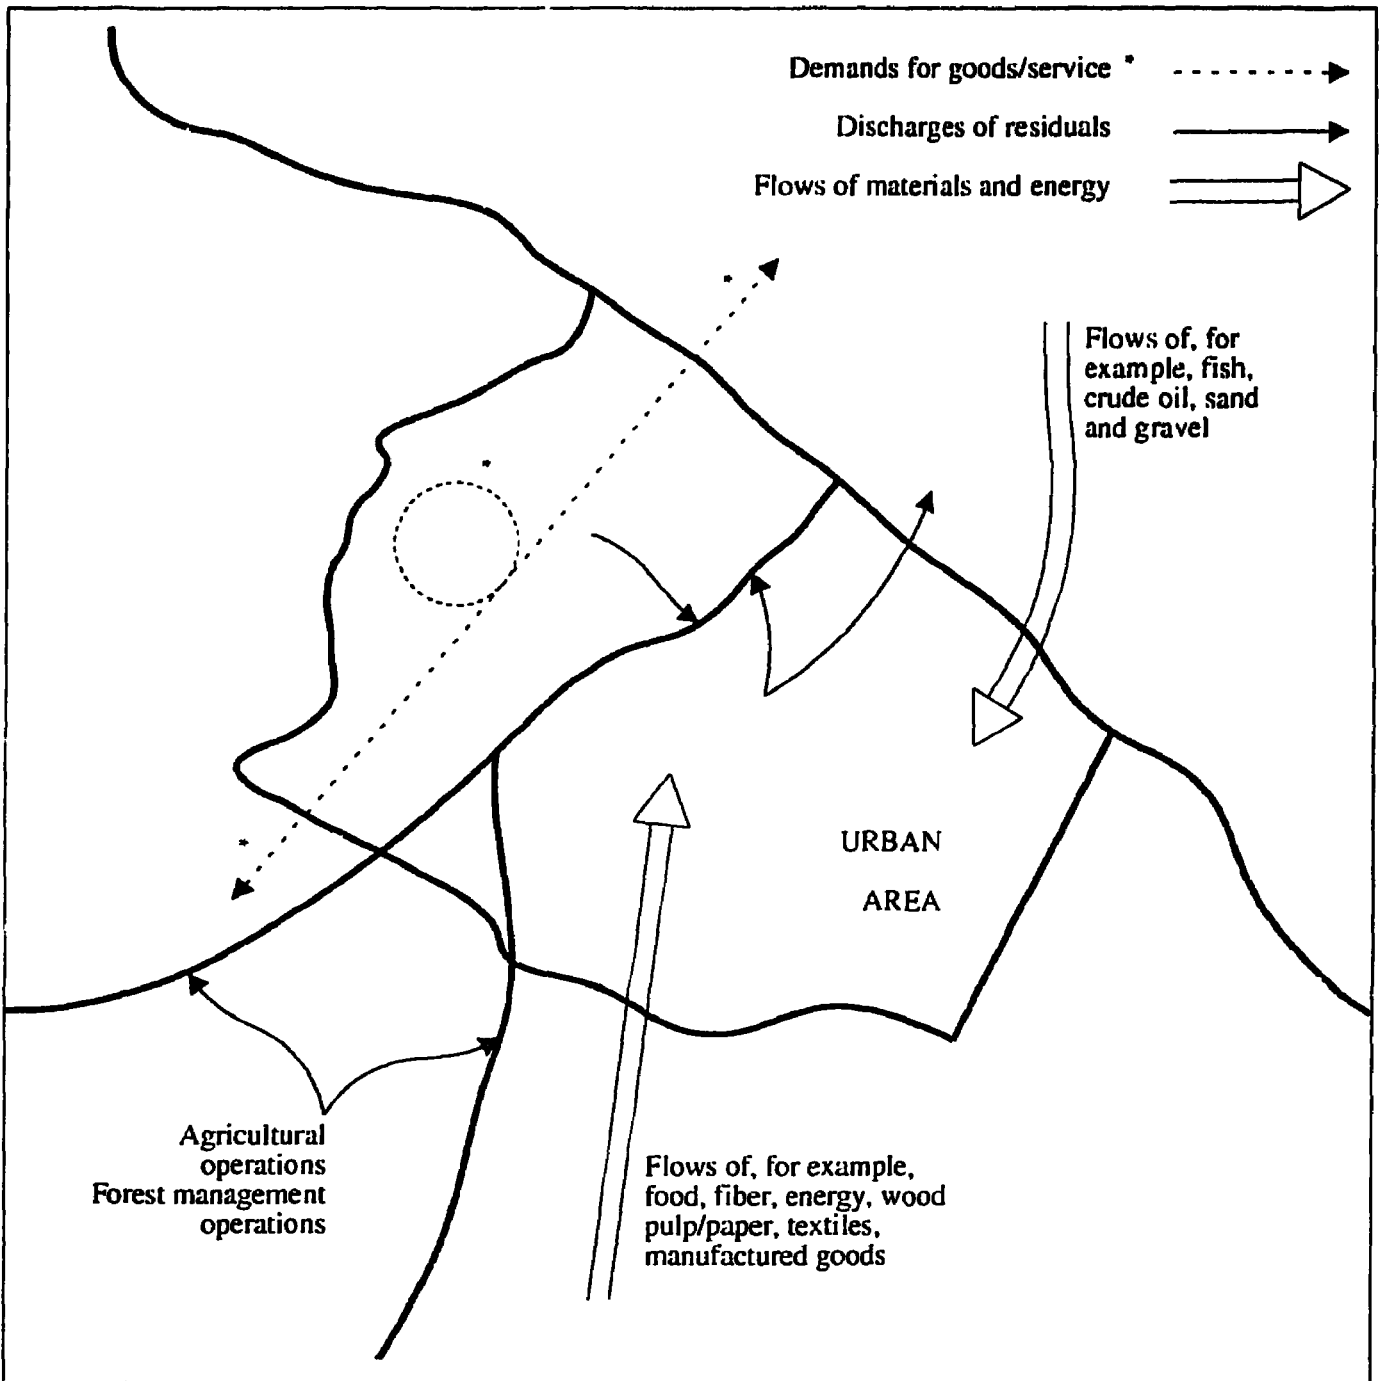 Demands for goods/service *
Discharges of residuals
Flows of materials and energy
*
Flows of, for
example, fish,
crude oil, sand
and gravel
*
URBAN
AREA
*
Agricultural
operations
Forest management
operations
Flows of, for example,
food, fiber, energy, wood
pulp/paper, textiles,
manufactured goods